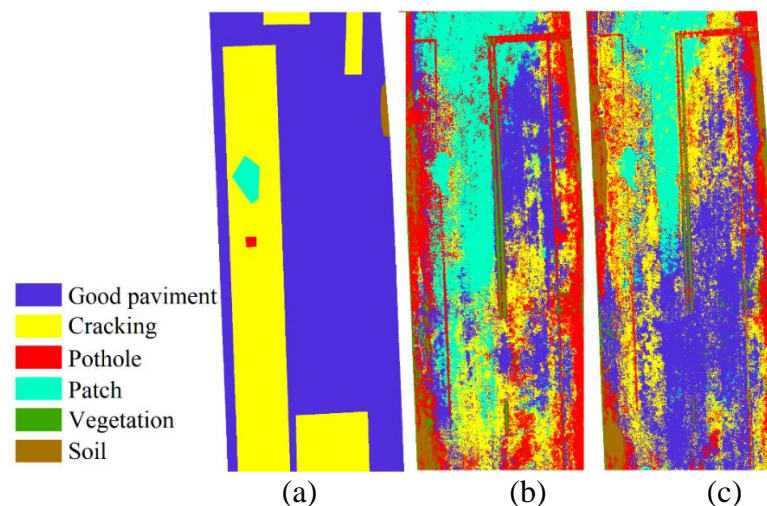 Good paviment
Cracking
Pothole
Patch
Vegetation
Soil
(a) (b) (c)